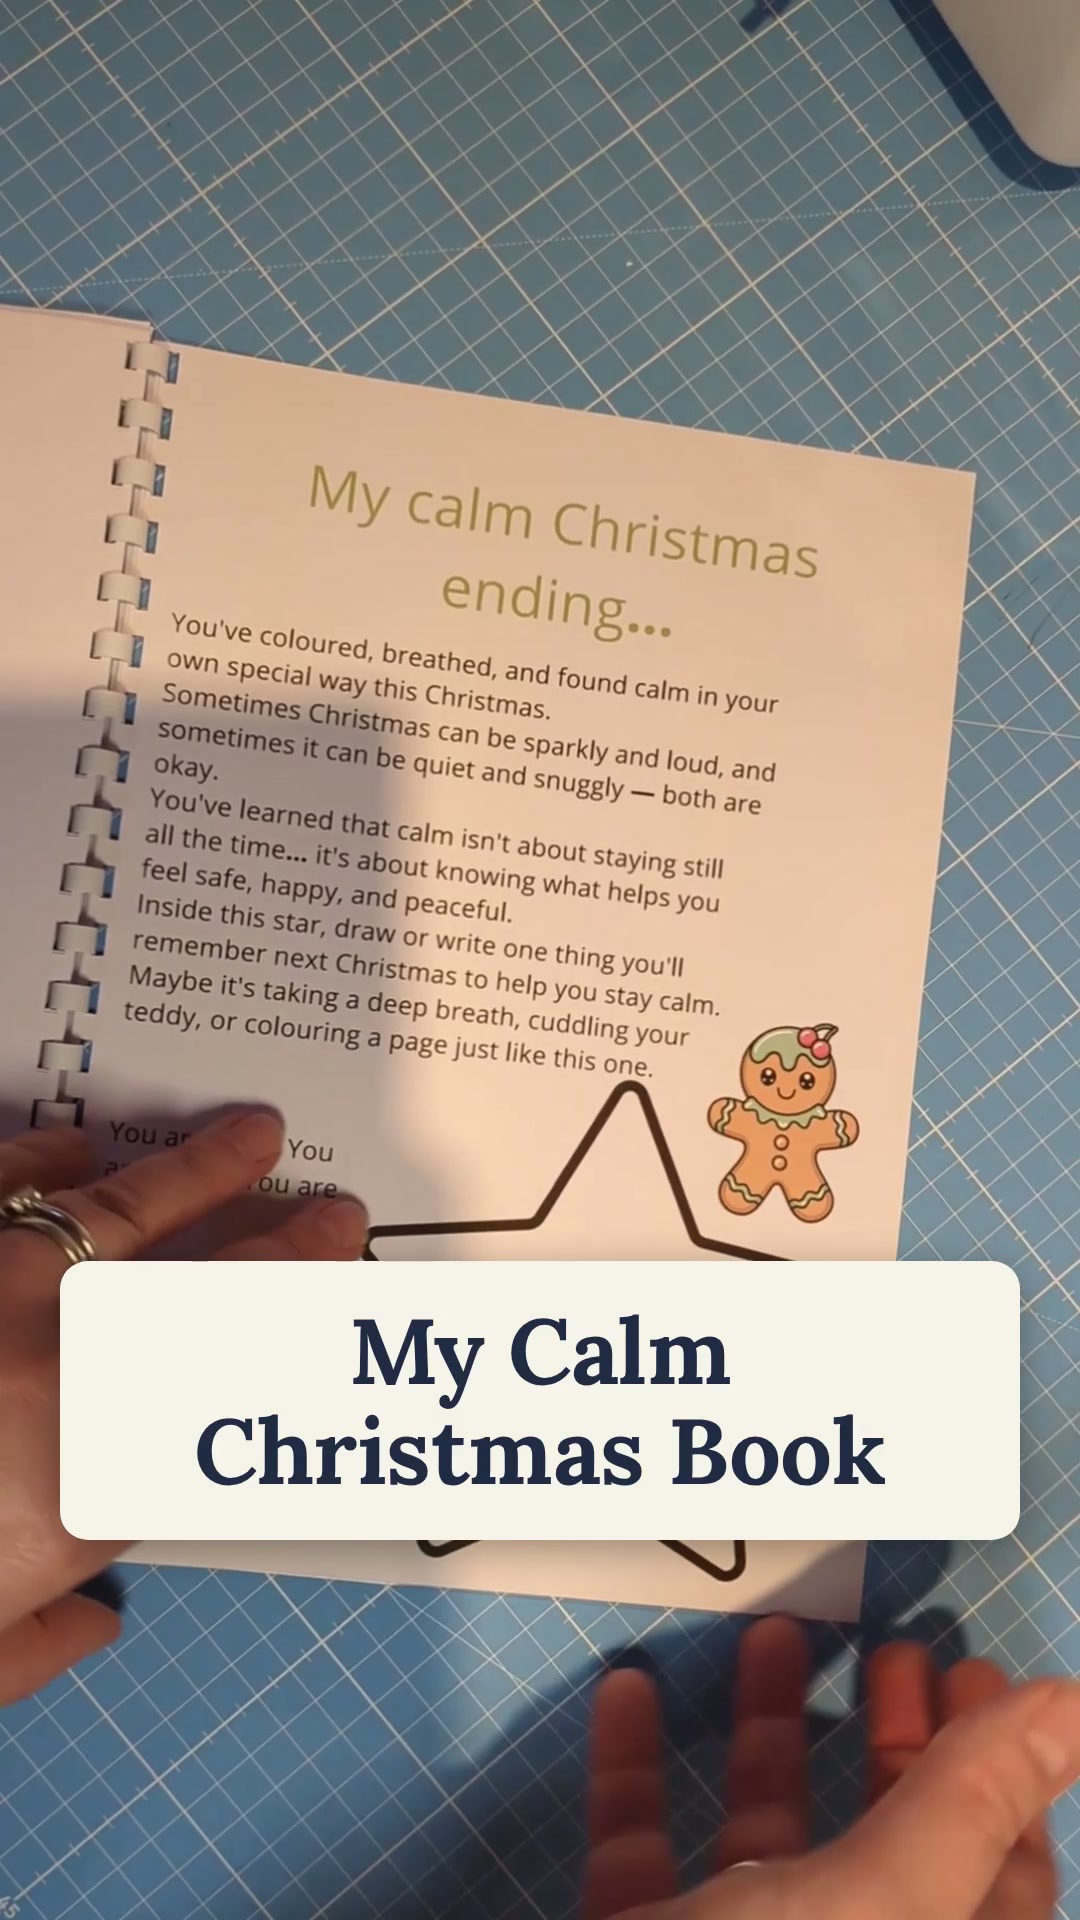 My calm Christmas
ending...
You've coloured, breathed, and found calm in your
own special way this Christmas.
Sometimes Christmas can be sparkly and loud, and
sometimes it can be quiet and snuggly — both are
okay.
You've learned that calm isn't about staying still
all the time... it's about knowing what helps you
feel safe, happy, and peaceful.
Inside this star, draw or write one thing you'll
remember next Christmas to help you stay calm.
Maybe it's taking a deep breath, cuddling your
teddy, or colouring a page just like this one.
You You
you are
My Calm
Christmas Book
45